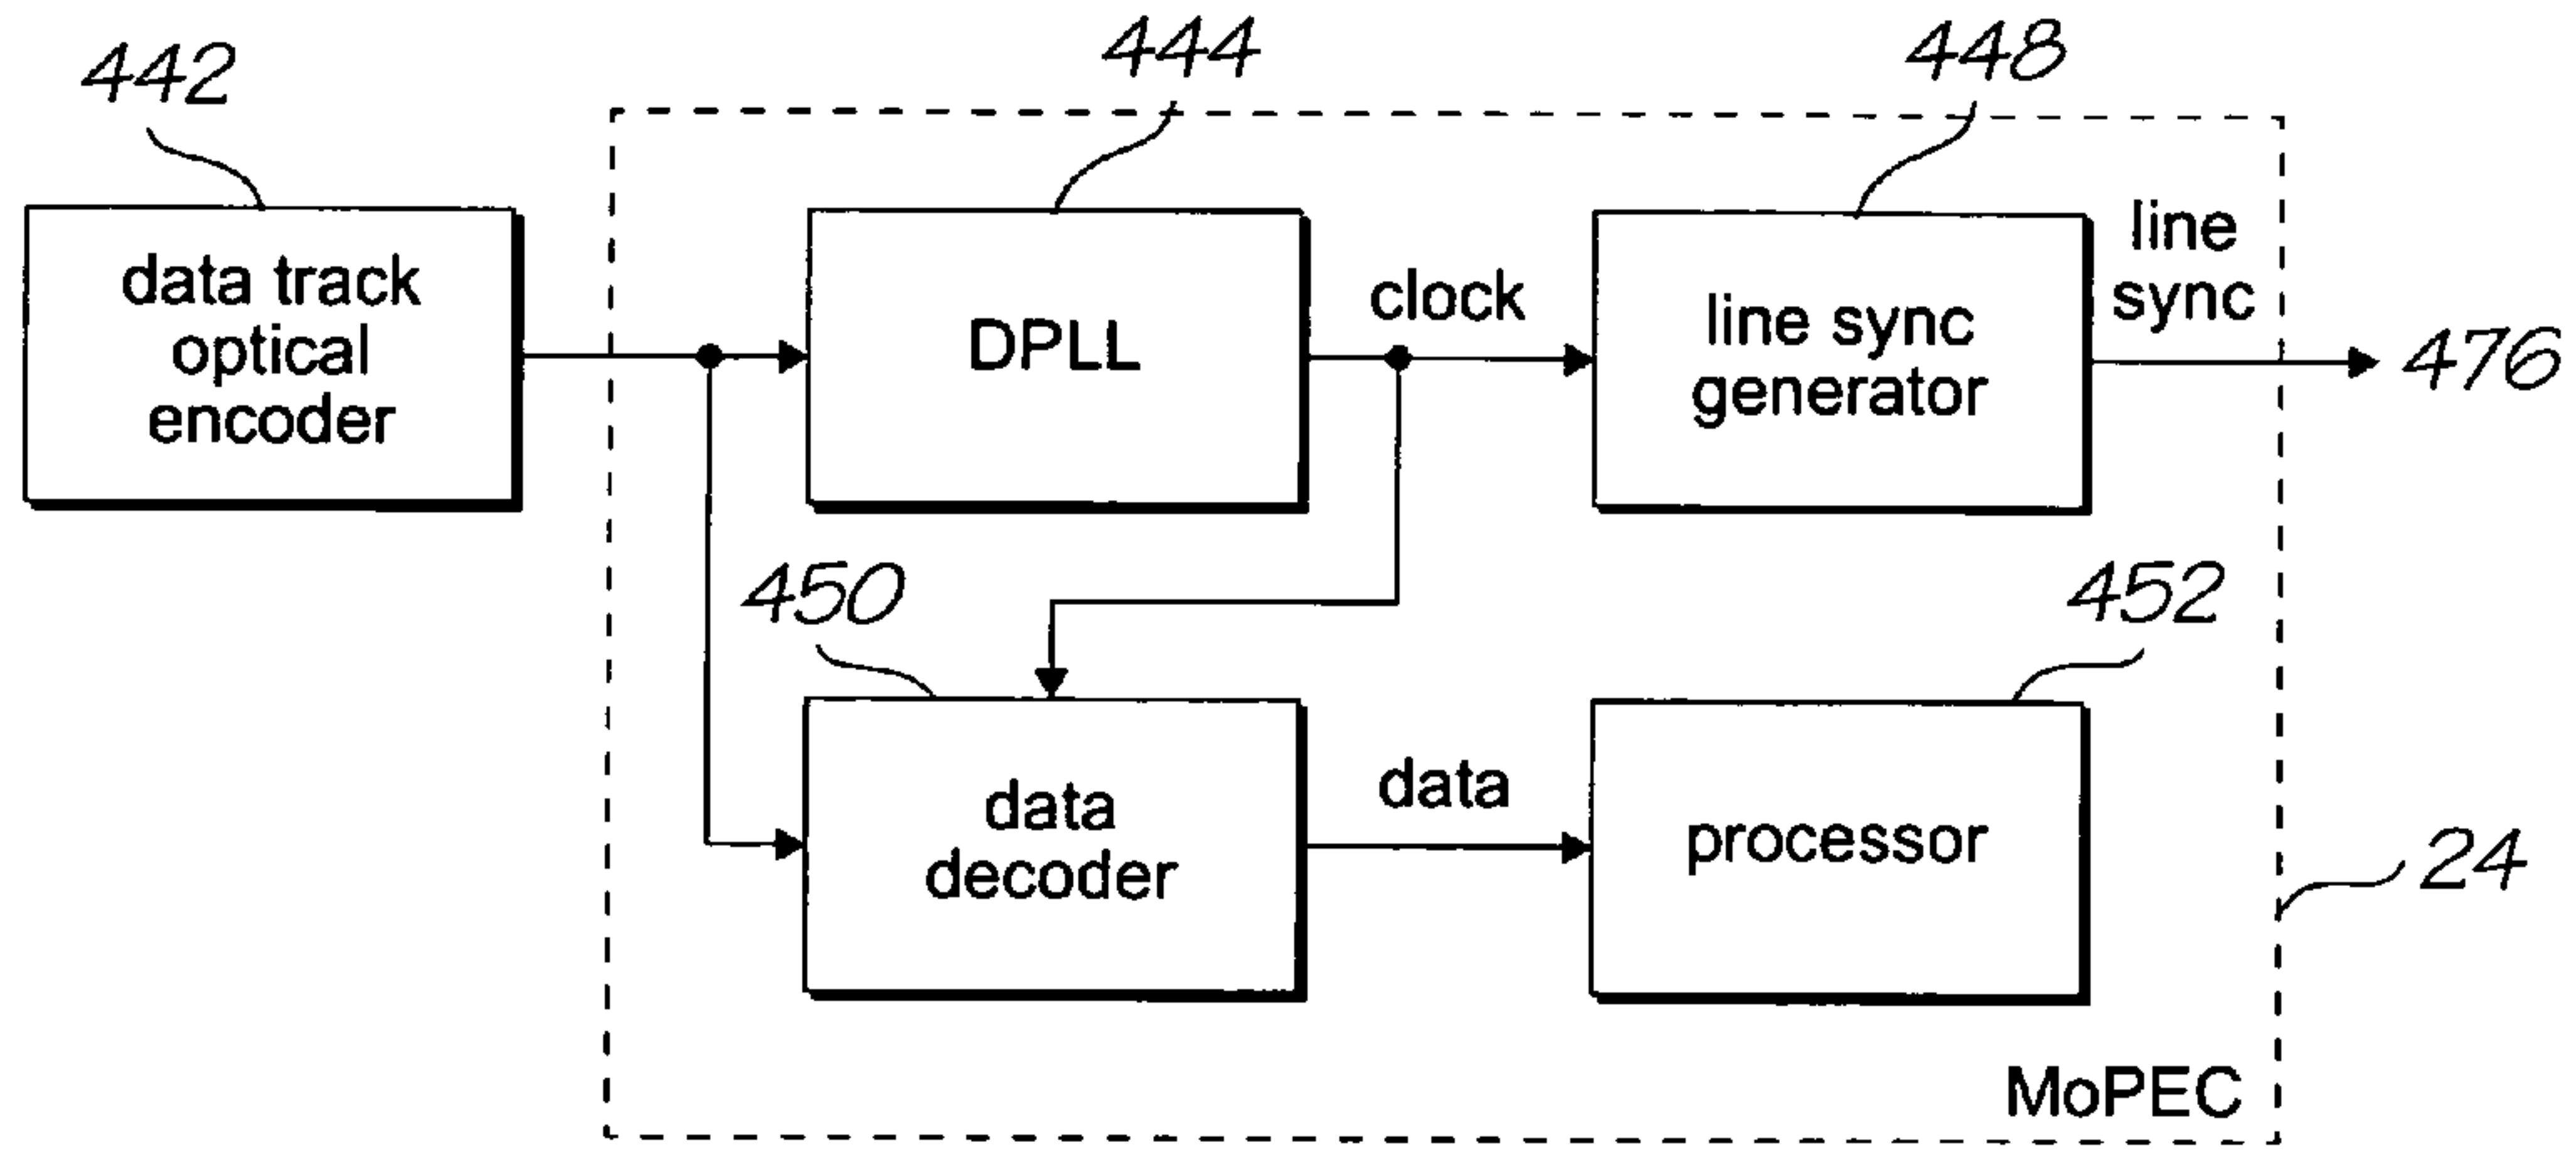 442
444
448
data track
optical
encoder
DPLL
clock
line sync
generator
line
sync
476
450
452
data
decoder
data
processor
24
MoPEC